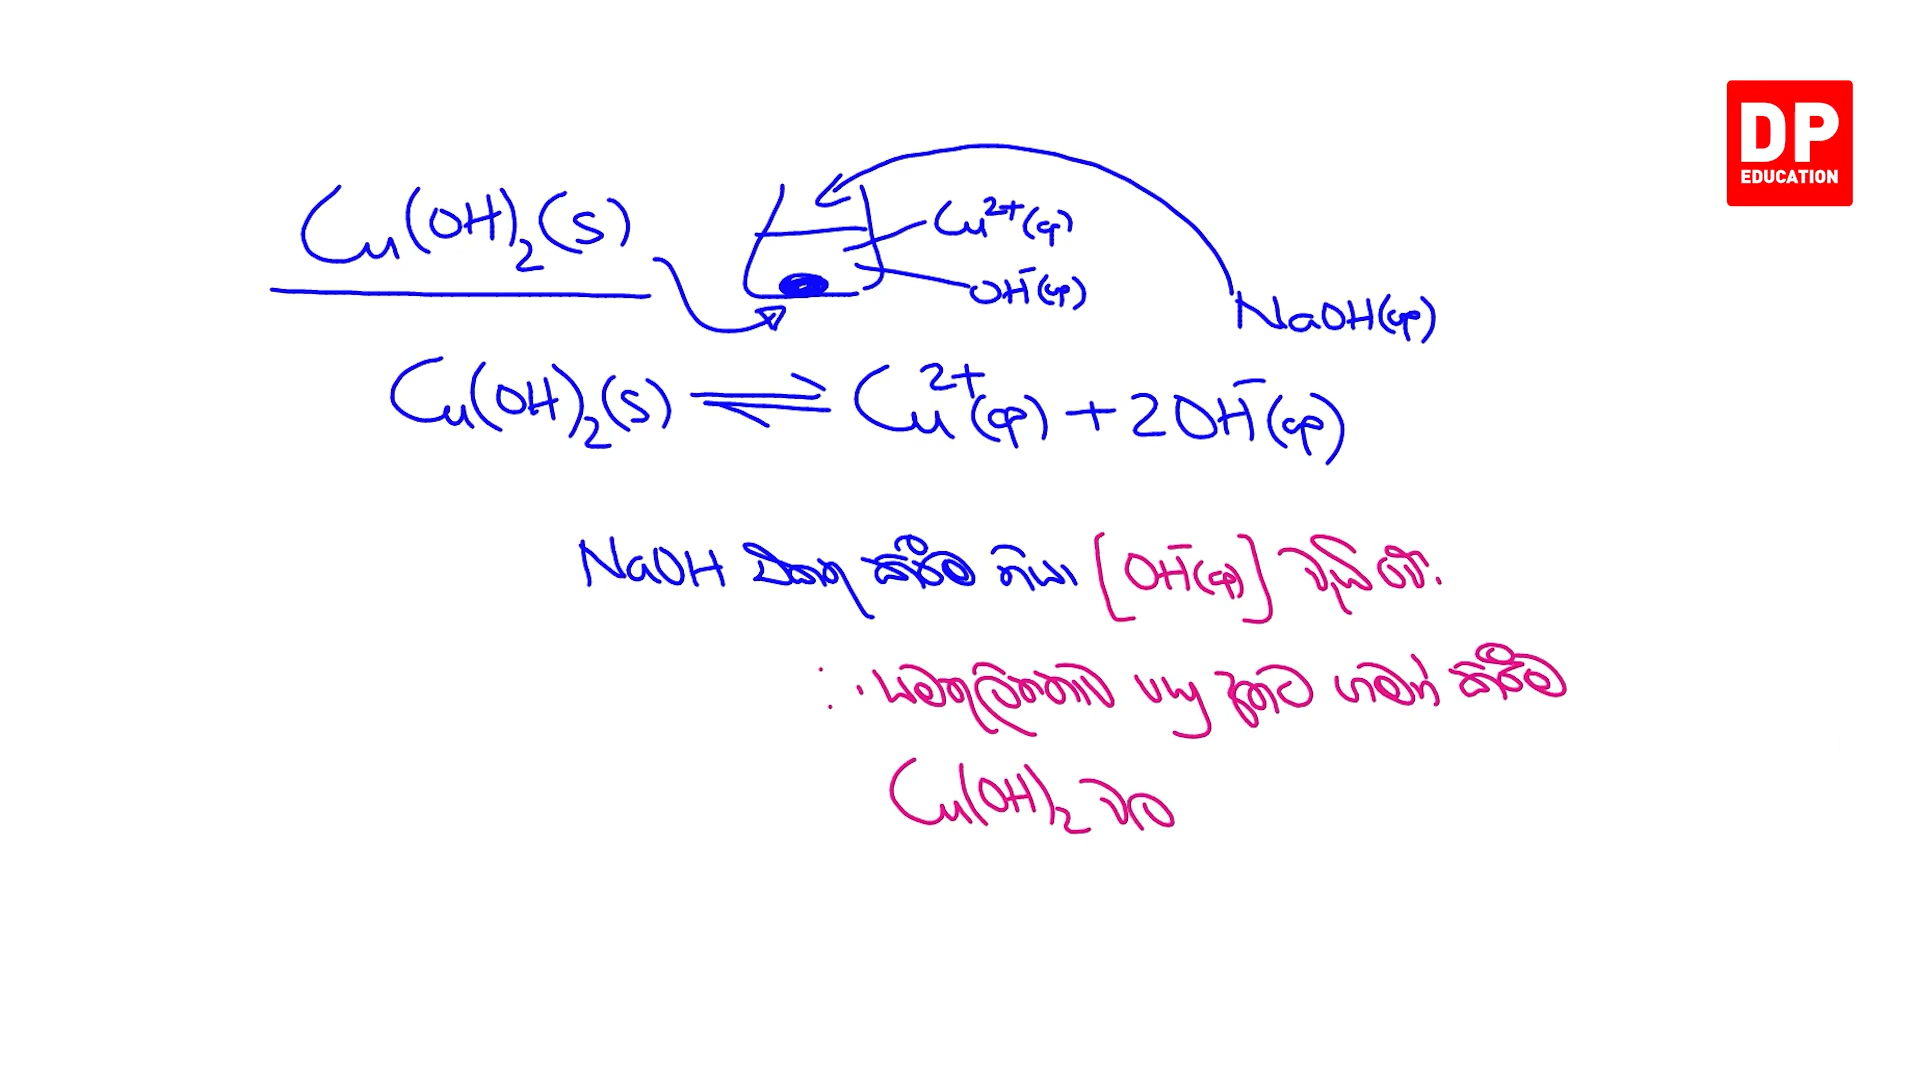 DP
EDUCATION
Cu(OH)₂(s)
Cu²⁺(aq)
OH⁻(aq)
NaOH(aq)
Cu(OH)₂(s) ⇌ Cu²⁺(aq) + 2OH⁻(aq)
NaOH එකතු කිරීම නිසා [OH⁻(aq)] වැඩි වේ.
∴ සමතුලිතතාව පසු අතට ගමන් කිරීම
Cu(OH)₂ වල